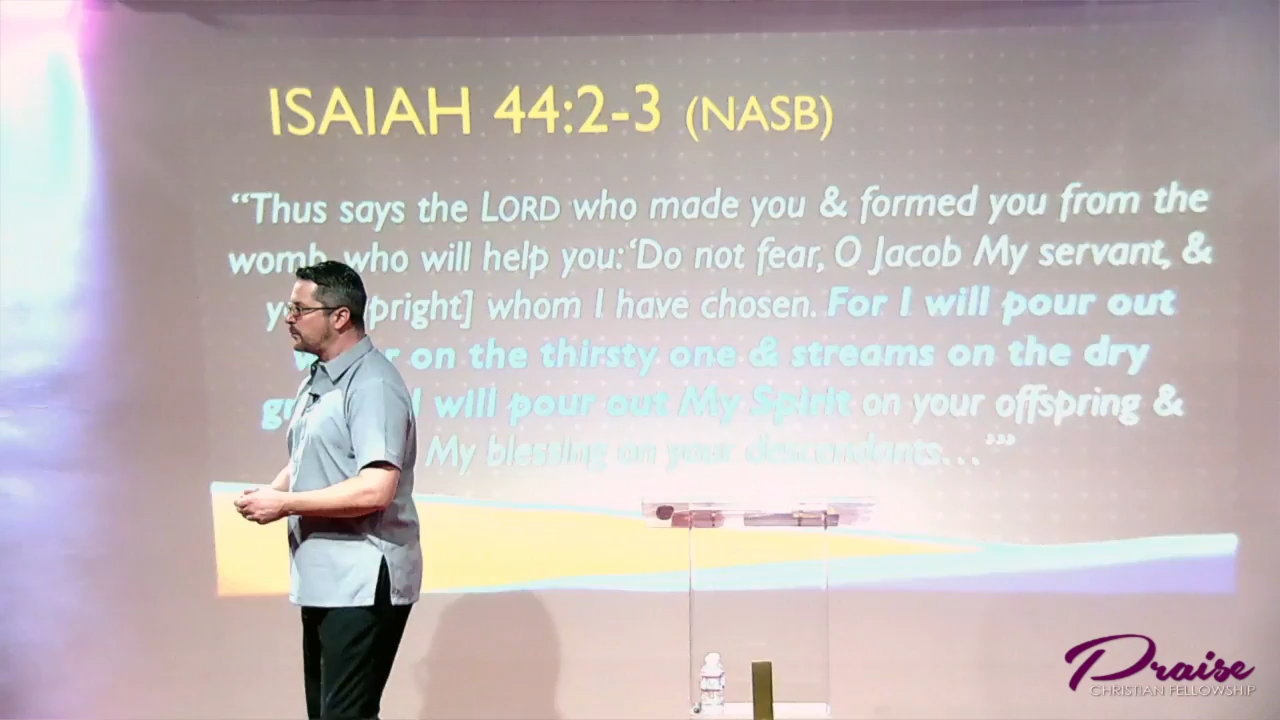 ISAIAH 44:2-3 (NASB)
“Thus says the LORD who made you & formed you from the
womb, who will help you: ‘Do not fear, O Jacob My servant, &
whom I have chosen. For I will pour out
on the thirsty one & streams on the dry
I will pour out My Spirit on your offspring &
My blessing on your descendants…’”
Praise
CHRISTIAN FELLOWSHIP